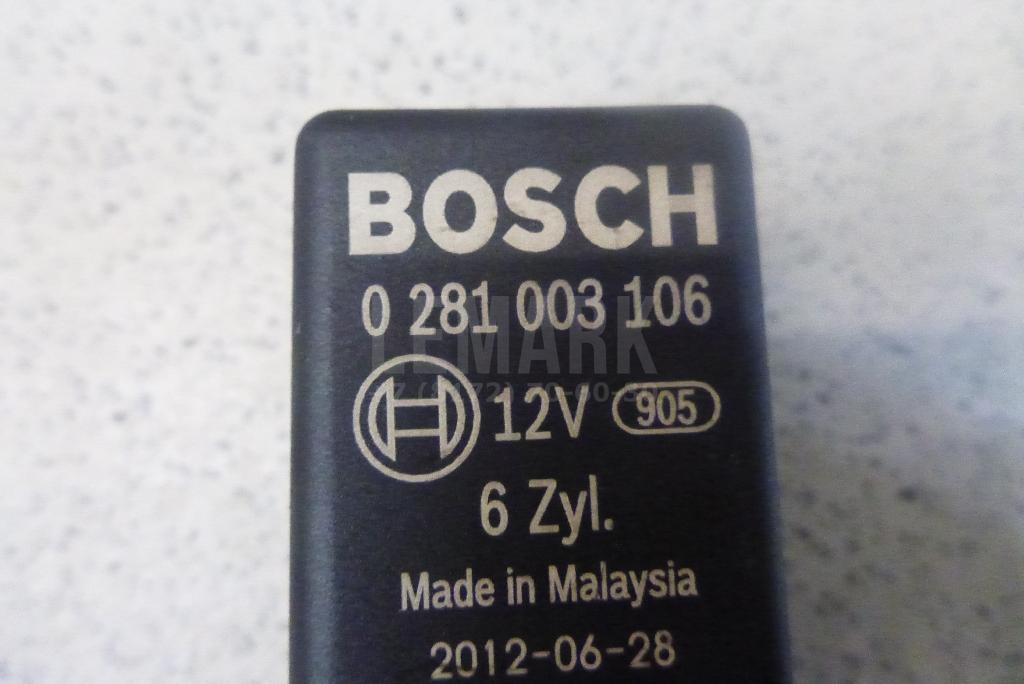 BOSCH
0 281 003 106
LEMARK
12V 905
6 Zyl.
Made in Malaysia
2012-06-28